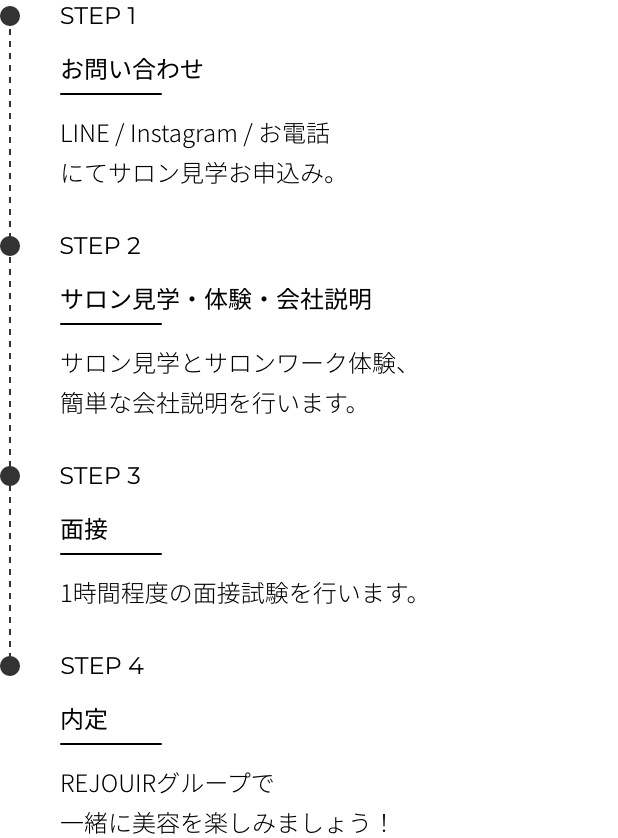 STEP 1
お問い合わせ
LINE / Instagram / お電話
にてサロン見学お申込み。
STEP 2
サロン見学・体験・会社説明
サロン見学とサロンワーク体験、
簡単な会社説明を行います。
STEP 3
面接
1時間程度の面接試験を行います。
STEP 4
内定
REJOUIRグループで
一緒に美容を楽しみましょう！